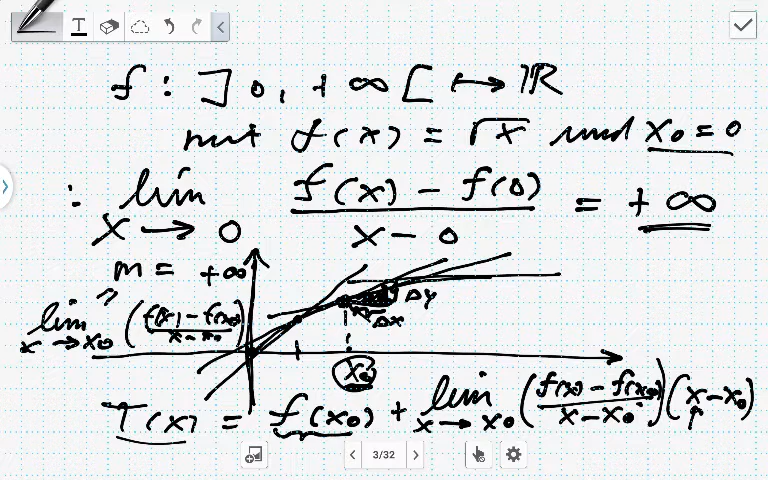 T
f : ]0, +∞[ ↦ ℝ
mit f(x) = √x und x₀ = 0
: lim x → 0 (f(x) − f(0))/(x − 0) = +∞
m = +∞
lim x → x₀ ((f(x) − f(x₀))/(x − x₀))
Δy
Δx
x₀
T(x) = f(x₀) + lim x → x₀ ((f(x) − f(x₀))/(x − x₀)) (x − x₀)
3/32